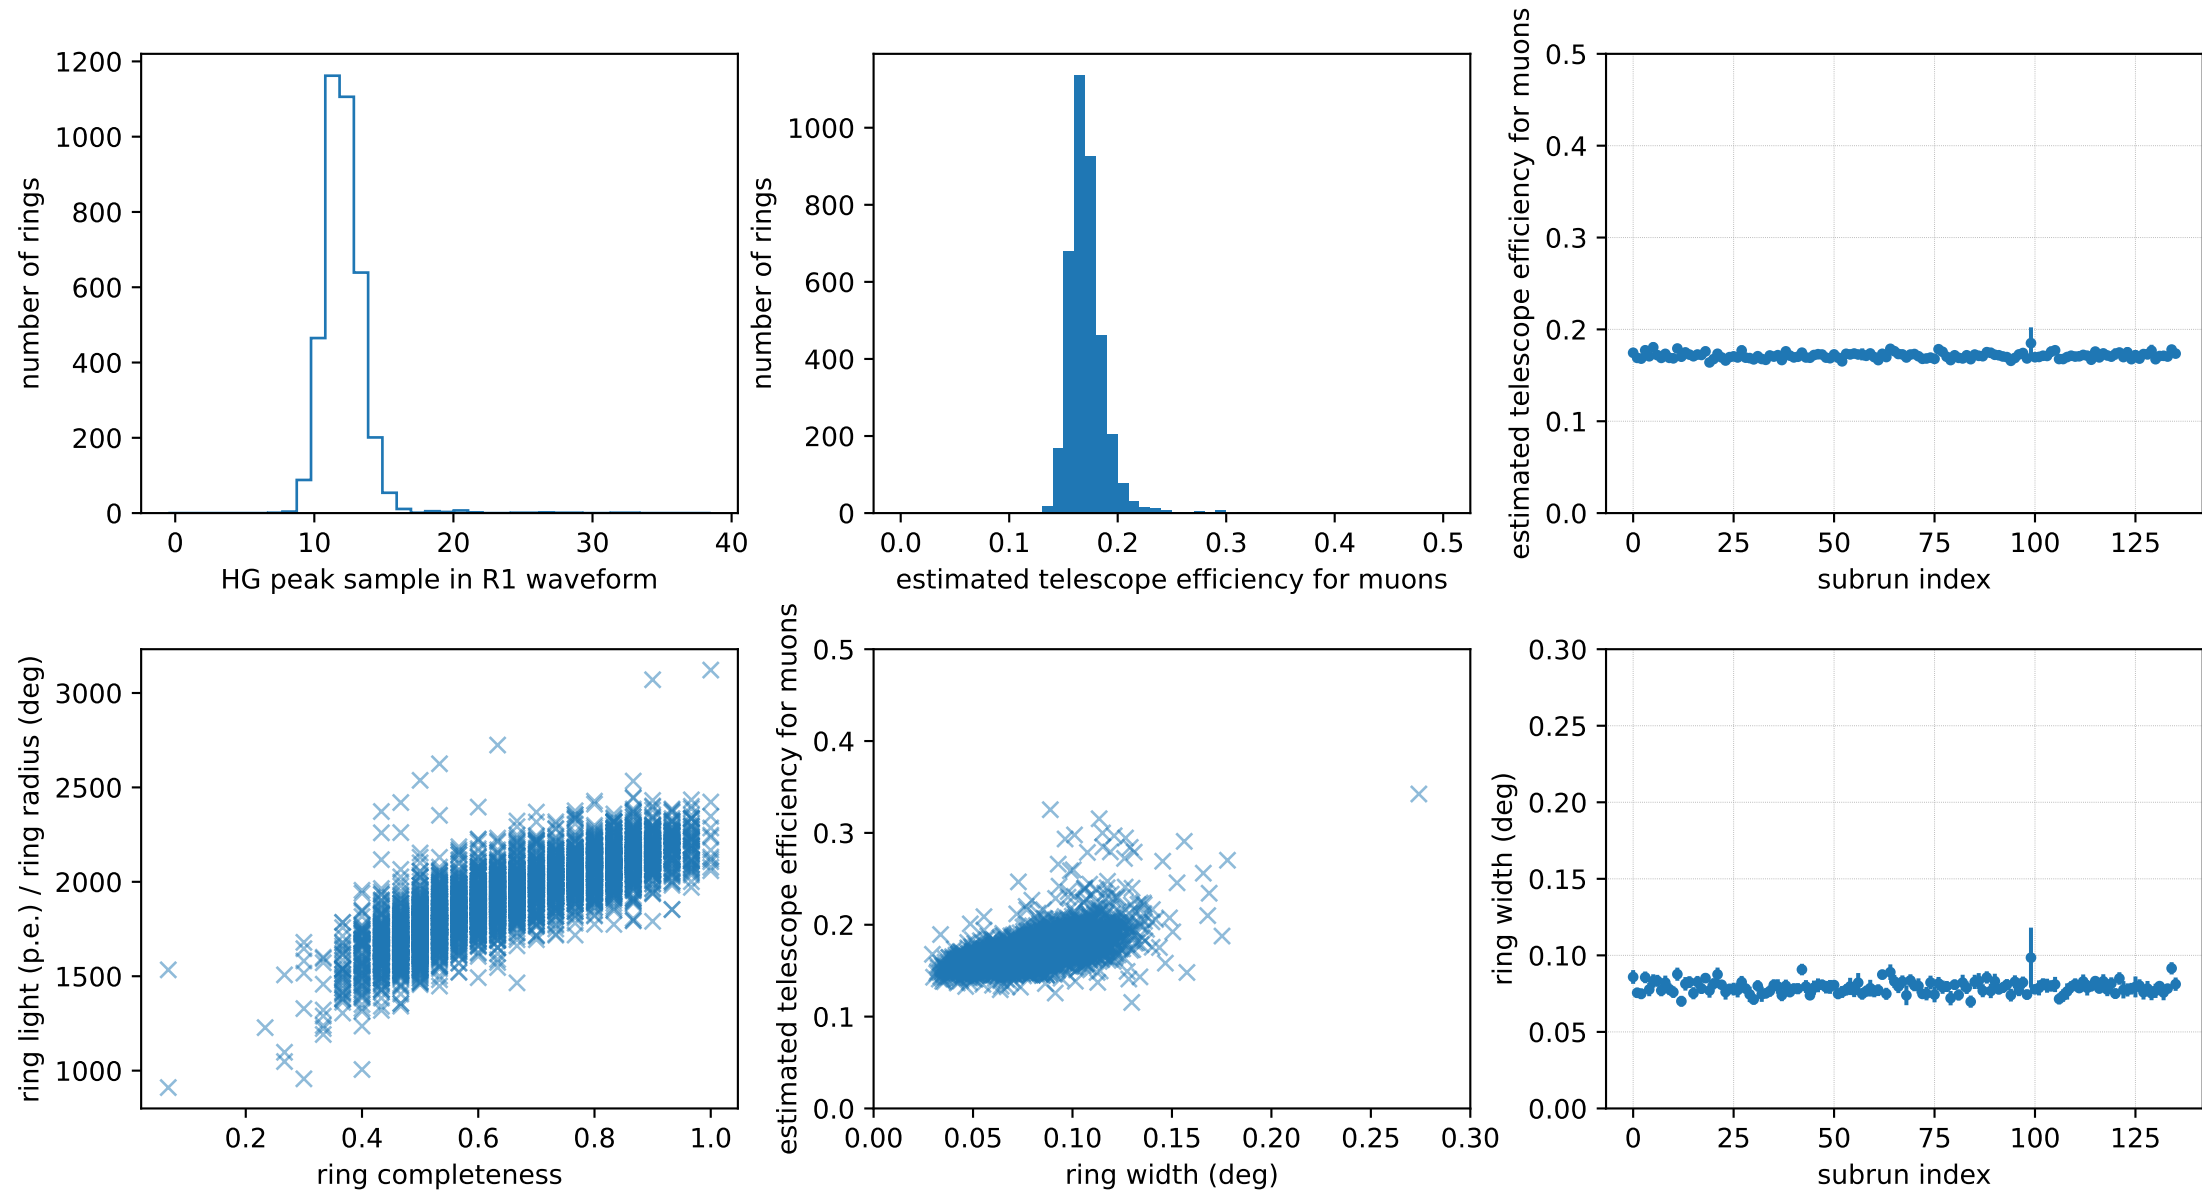 1200
1000
800
600
400
200
0
number of rings
0 10 20 30 40
HG peak sample in R1 waveform
1000
800
600
400
200
0
number of rings
0.0 0.1 0.2 0.3 0.4 0.5
estimated telescope efficiency for muons
0.5
0.4
0.3
0.2
0.1
0.0
estimated telescope efficiency for muons
0 25 50 75 100 125
subrun index
3000
2500
2000
1500
1000
ring light (p.e.) / ring radius (deg)
0.2 0.4 0.6 0.8 1.0
ring completeness
0.5
0.4
0.3
0.2
0.1
0.0
estimated telescope efficiency for muons
0.00 0.05 0.10 0.15 0.20 0.25 0.30
ring width (deg)
0.30
0.25
0.20
0.15
0.10
0.05
0.00
ring width (deg)
0 25 50 75 100 125
subrun index